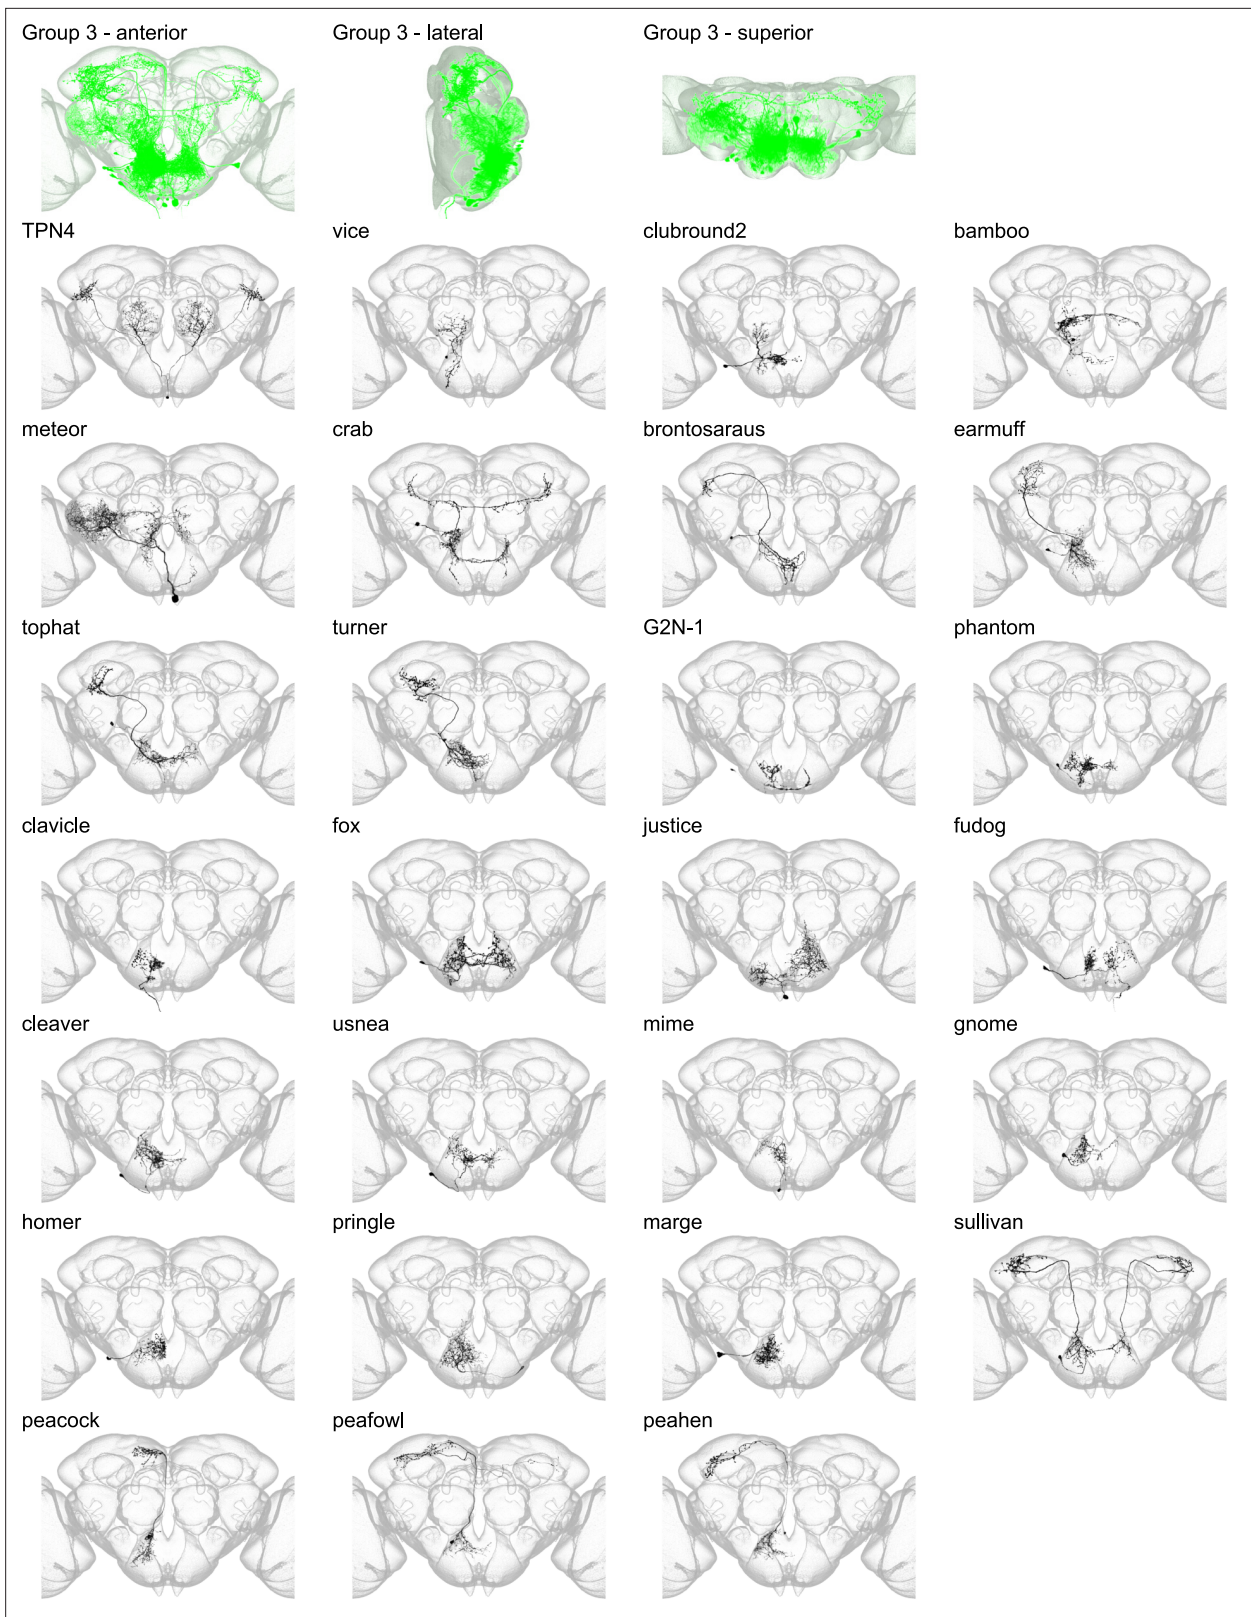 Group 3 - anterior
Group 3 - lateral
Group 3 - superior
TPN4
vice
clubround2
bamboo
meteor
crab
brontosaraus
earmuff
tophat
turner
G2N-1
phantom
clavicle
fox
justice
fudog
cleaver
usnea
mime
gnome
homer
pringle
marge
sullivan
peacock
peafowl
peahen